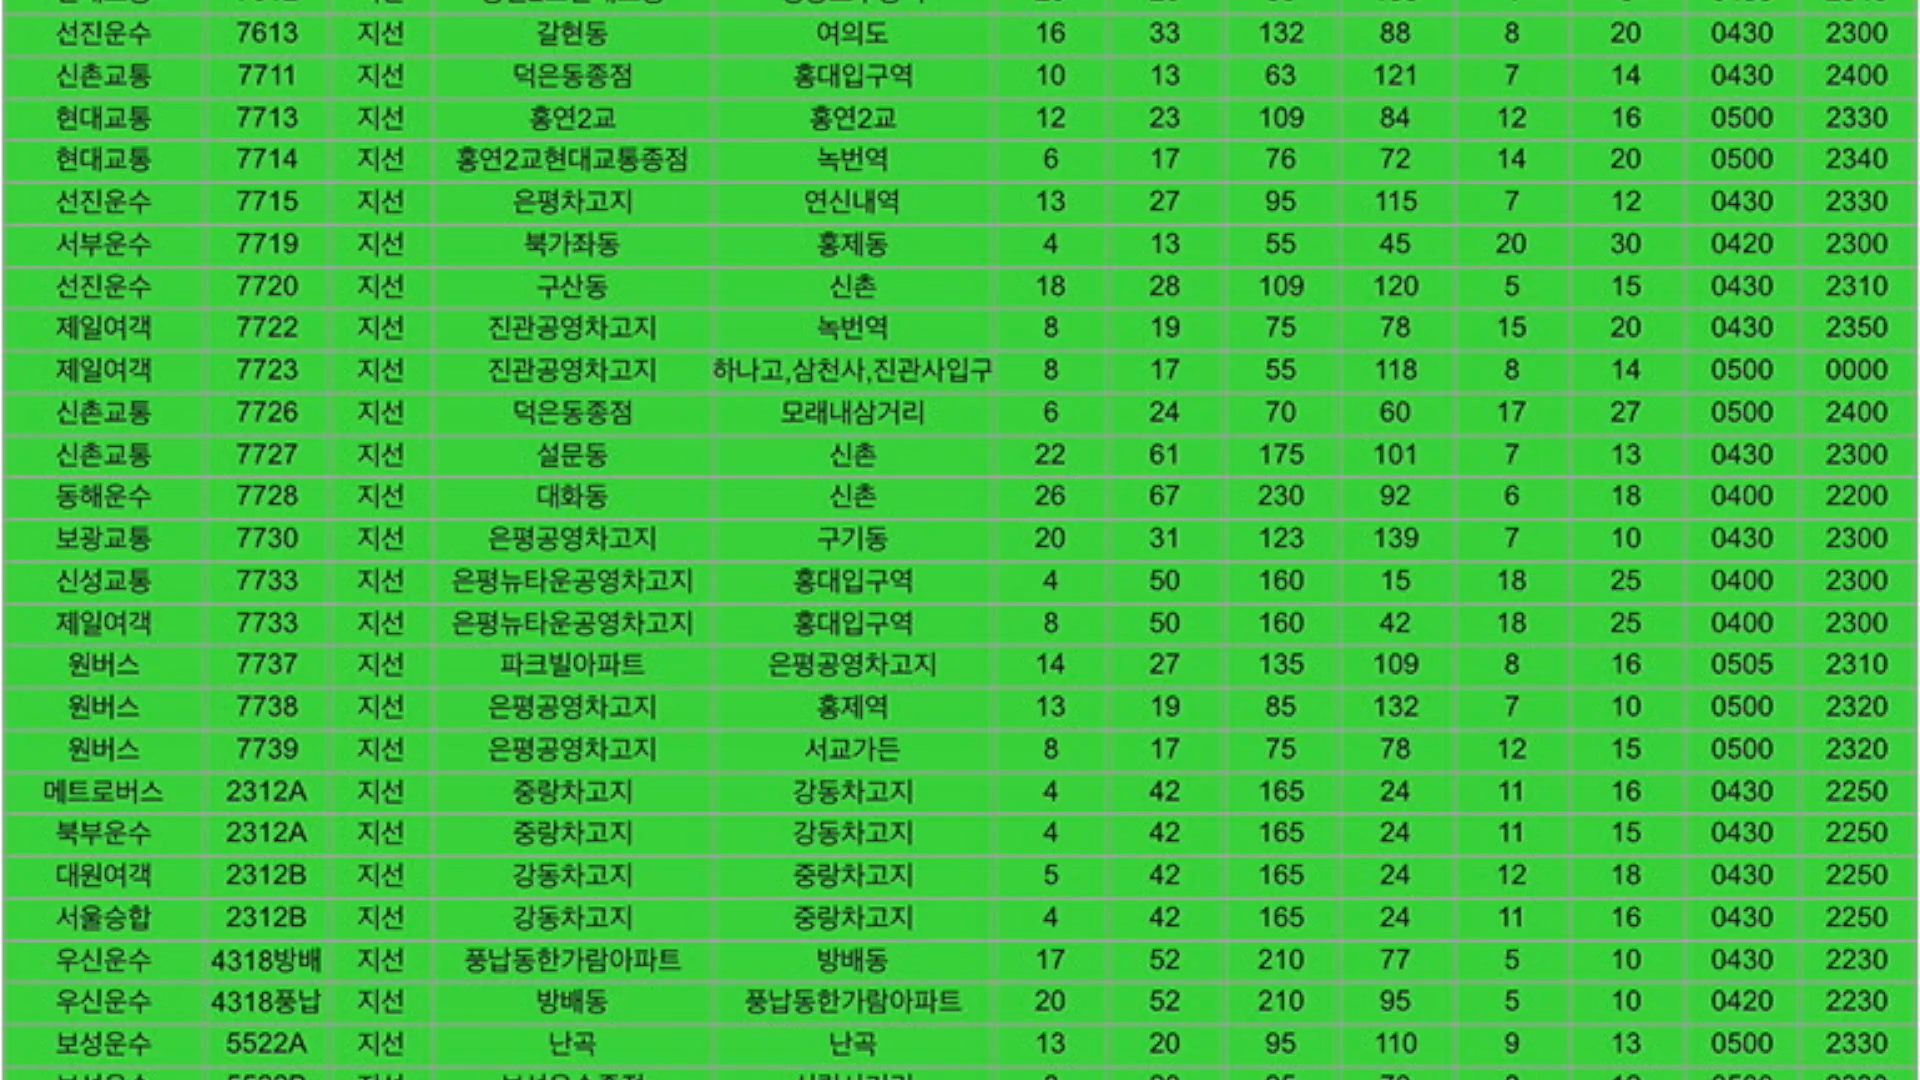 선진운수 7613 지선 갈현동 여의도 16 33 132 88 8 20 0430 2300
신촌교통 7711 지선 덕은동종점 홍대입구역 10 13 63 121 7 14 0430 2400
현대교통 7713 지선 홍연2교 홍연2교 12 23 109 84 12 16 0500 2330
현대교통 7714 지선 홍연2교현대교통종점 녹번역 6 17 76 72 14 20 0500 2340
선진운수 7715 지선 은평차고지 연신내역 13 27 95 115 7 12 0430 2330
서부운수 7719 지선 북가좌동 홍제동 4 13 55 45 20 30 0420 2300
선진운수 7720 지선 구산동 신촌 18 28 109 120 5 15 0430 2310
제일여객 7722 지선 진관공영차고지 녹번역 8 19 75 78 15 20 0430 2350
제일여객 7723 지선 진관공영차고지 하나고,삼천사,진관사입구 8 17 55 118 8 14 0500 0000
신촌교통 7726 지선 덕은동종점 모래내삼거리 6 24 70 60 17 27 0500 2400
신촌교통 7727 지선 설문동 신촌 22 61 175 101 7 13 0430 2300
동해운수 7728 지선 대화동 신촌 26 67 230 92 6 18 0400 2200
보광교통 7730 지선 은평공영차고지 구기동 20 31 123 139 7 10 0430 2300
신성교통 7733 지선 은평뉴타운공영차고지 홍대입구역 4 50 160 15 18 25 0400 2300
제일여객 7733 지선 은평뉴타운공영차고지 홍대입구역 8 50 160 42 18 25 0400 2300
원버스 7737 지선 파크빌아파트 은평공영차고지 14 27 135 109 8 16 0505 2310
원버스 7738 지선 은평공영차고지 홍제역 13 19 85 132 7 10 0500 2320
원버스 7739 지선 은평공영차고지 서교가든 8 17 75 78 12 15 0500 2320
메트로버스 2312A 지선 중랑차고지 강동차고지 4 42 165 24 11 16 0430 2250
북부운수 2312A 지선 중랑차고지 강동차고지 4 42 165 24 11 15 0430 2250
대원여객 2312B 지선 강동차고지 중랑차고지 5 42 165 24 12 18 0430 2250
서울승합 2312B 지선 강동차고지 중랑차고지 4 42 165 24 11 16 0430 2250
우신운수 4318방배 지선 풍납동한가람아파트 방배동 17 52 210 77 5 10 0430 2230
우신운수 4318풍납 지선 방배동 풍납동한가람아파트 20 52 210 95 5 10 0420 2230
보성운수 5522A 지선 난곡 난곡 13 20 95 110 9 13 0500 2330